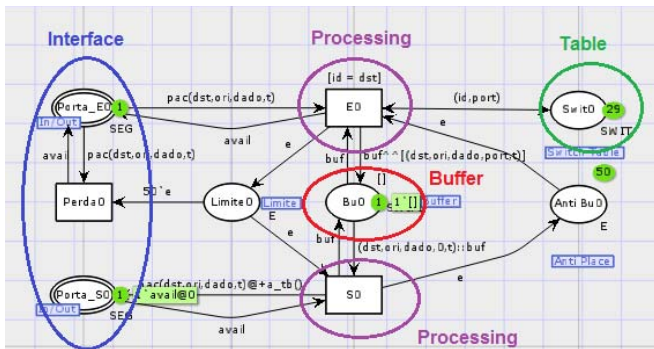 Interface
Processing
Table
[id = dst]
Porta_E0
1
pac(dst,ori,dado,t)
E0
(id,port)
Swit0
29
In/Out
SEG
avail
e
e
SWIT
Switch Table
avail
pac(dst,ori,dado,t)
e
buf
buf^^[(dst,ori,dado,port,t)]
50
[]
Buffer
Perda0
50`e
Limite0
Limite
E
Bu0
1
1`[]
Buffer
Anti Bu0
E
e
buf
(dst,ori,dado,0,t)::buf
Anti Place
pac(dst,ori,dado,t)@+a_tb()
e
Porta_S0
1
1`avail@0
S0
In/Out
SEG
avail
Processing